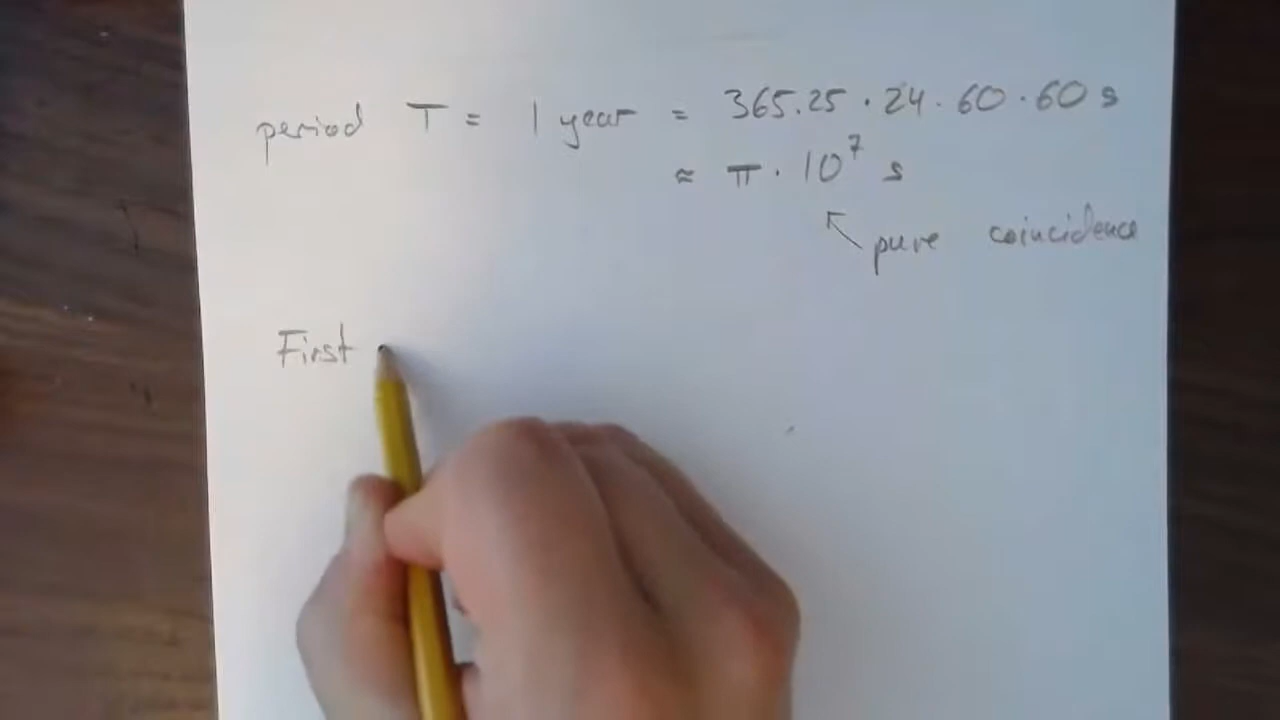 period T = 1 year = 365.25 · 24 · 60 · 60 s
≈ π · 10⁷ s
↖ pure coincidence
First